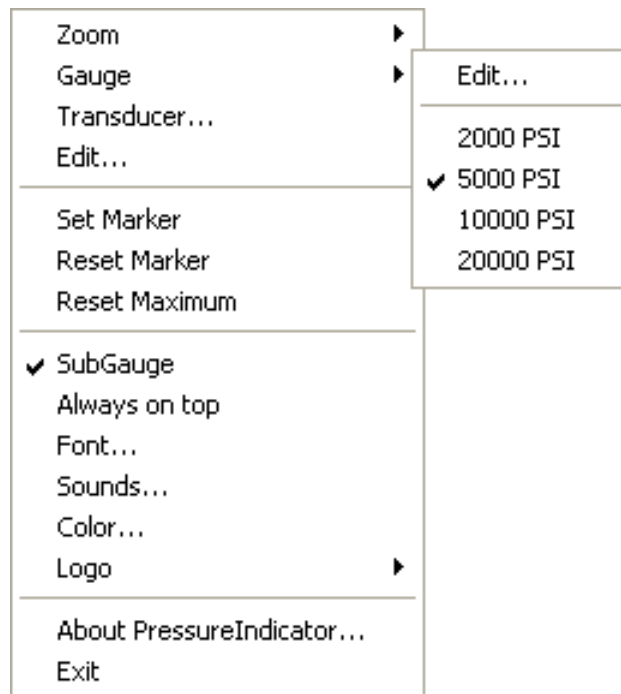 Zoom
Gauge
Transducer...
Edit...
Set Marker
Reset Marker
Reset Maximum
SubGauge
Always on top
Font...
Sounds...
Color...
Logo
About PressureIndicator...
Exit
Edit...
2000 PSI
5000 PSI
10000 PSI
20000 PSI